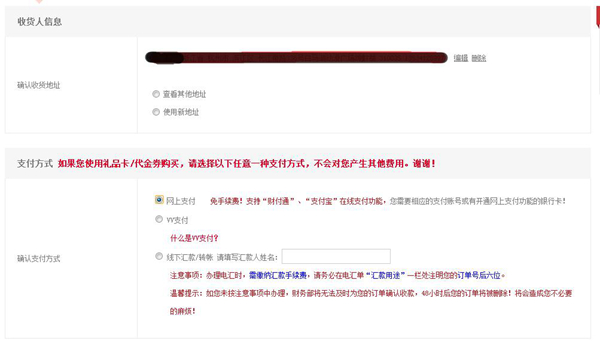 收货人信息
编辑 删除
确认收货地址
查看其他地址
使用新地址
支付方式 如果您使用礼品卡/代金券购买，请选择以下任意一种支付方式，不会对您产生其他费用。谢谢！
网上支付 免手续费！支持“财付通”、“支付宝”在线支付功能，您需要相应的支付账号或有开通网上支付功能的银行卡！
YY支付
什么是YY支付？
确认支付方式
线下汇款/转帐 请填写汇款人姓名：
注意事项：办理电汇时，需缴纳汇款手续费，请务必在电汇单“汇款用途”一栏处注明您的订单号后六位。
温馨提示：如您未按注意事项中办理，财务部将无法及时为您的订单确认收款，48小时后您的订单将被删除！将会造成您不必要
的麻烦！